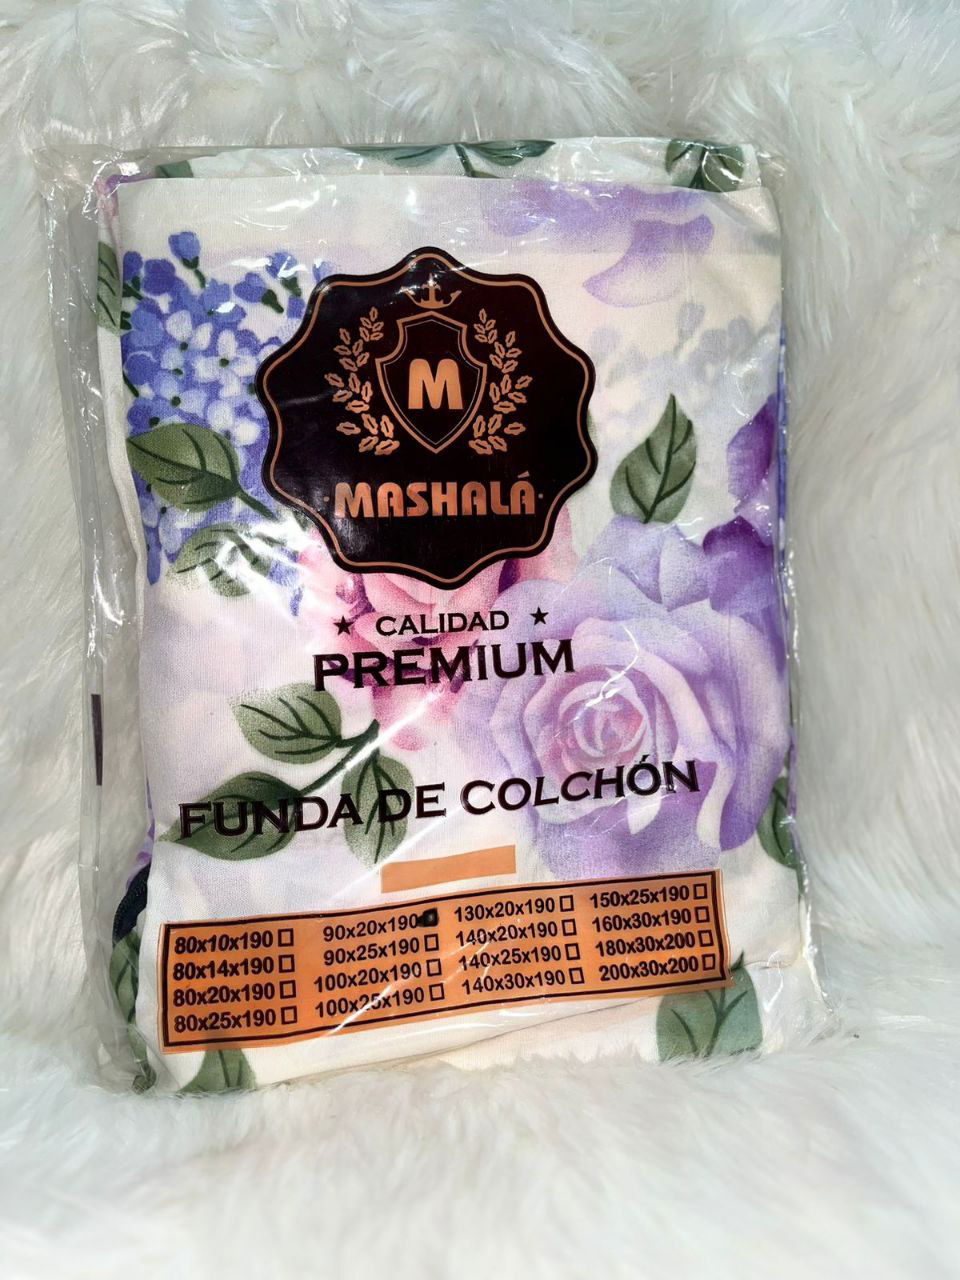 M
MASHALÁ
★ CALIDAD ★
PREMIUM
FUNDA DE COLCHÓN
80x10x190 □ 90x20x190 ■ 130x20x190 □ 150x25x190 □
80x14x190 □ 90x25x190 □ 140x20x190 □ 160x30x190 □
80x20x190 □ 100x20x190 □ 140x25x190 □ 180x30x200 □
80x25x190 □ 100x25x190 □ 140x30x190 □ 200x30x200 □